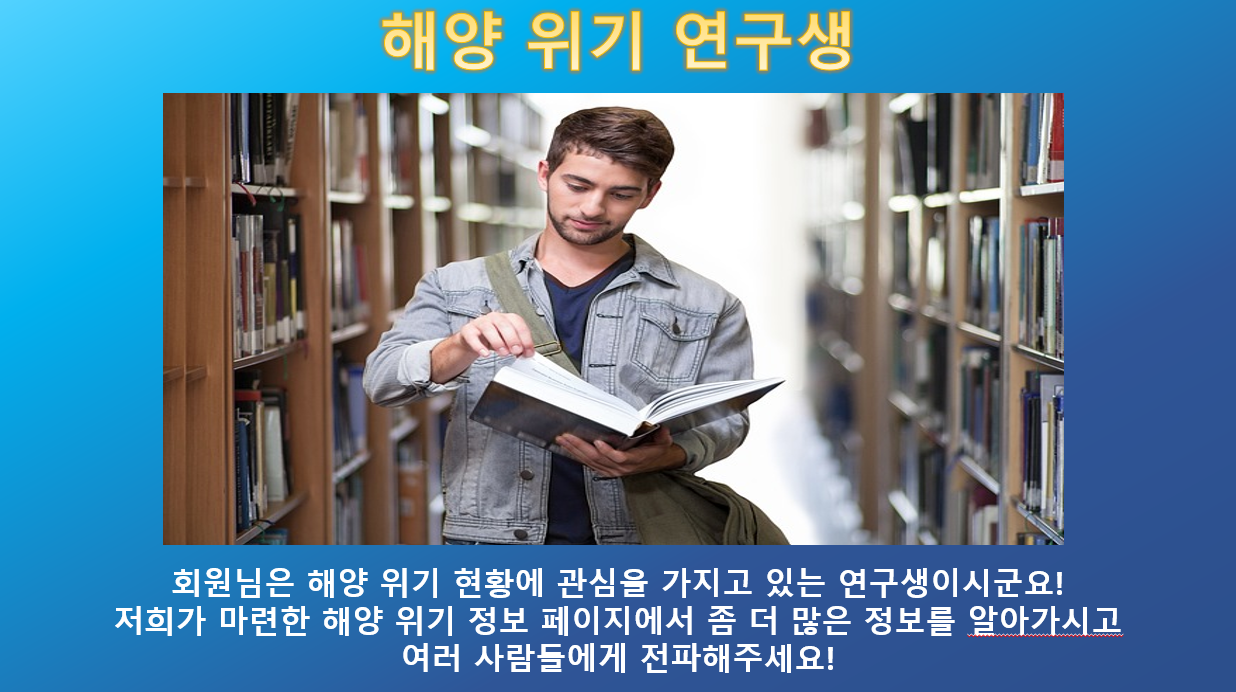 해양 위기 연구생
회원님은 해양 위기 현황에 관심을 가지고 있는 연구생이시군요!
저희가 마련한 해양 위기 정보 페이지에서 좀 더 많은 정보를 알아가시고
여러 사람들에게 전파해주세요!